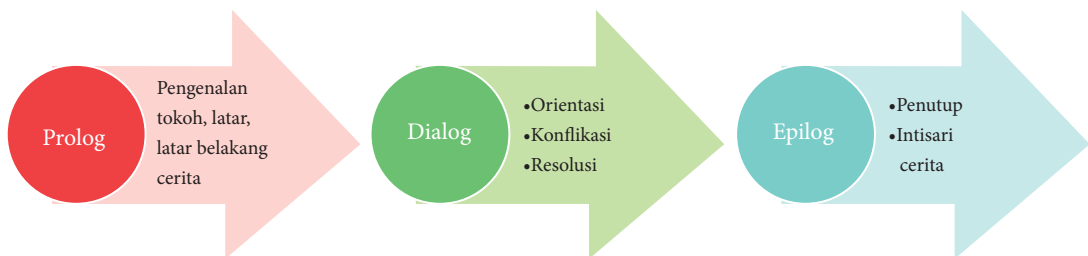 Prolog
Pengenalan
tokoh, latar,
latar belakang
cerita
Dialog
•Orientasi
•Konflikasi
•Resolusi
Epilog
•Penutup
•Intisari
cerita